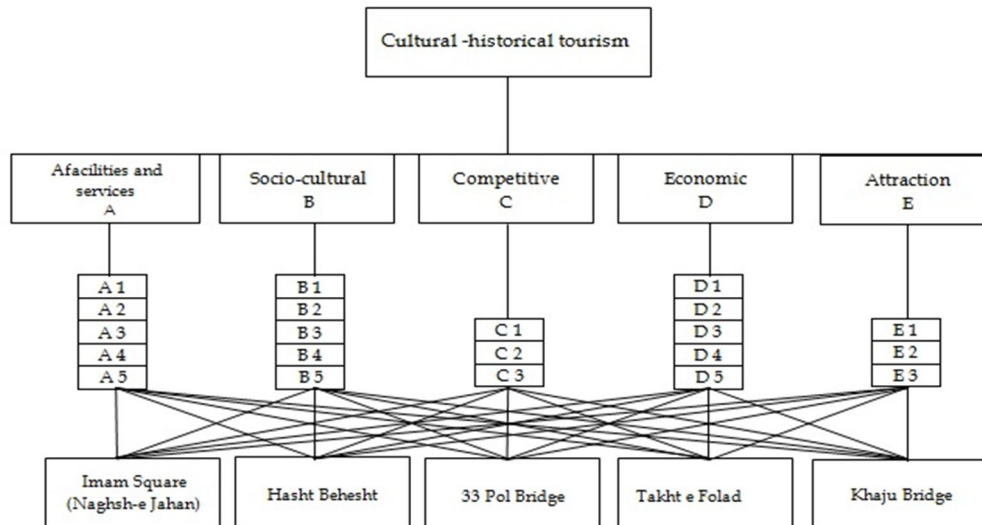 Cultural -historical tourism
Afacilities and
services
A
Socio-cultural
B
Competitive
C
Economic
D
Attraction
E
A 1
A 2
A 3
A 4
A 5
B 1
B 2
B 3
B 4
B 5
C 1
C 2
C 3
D 1
D 2
D 3
D 4
D 5
E 1
E 2
E 3
Imam Square
(Naghsh-e Jahan)
Hasht Behesht
33 Pol Bridge
Takht e Folad
Khaju Bridge